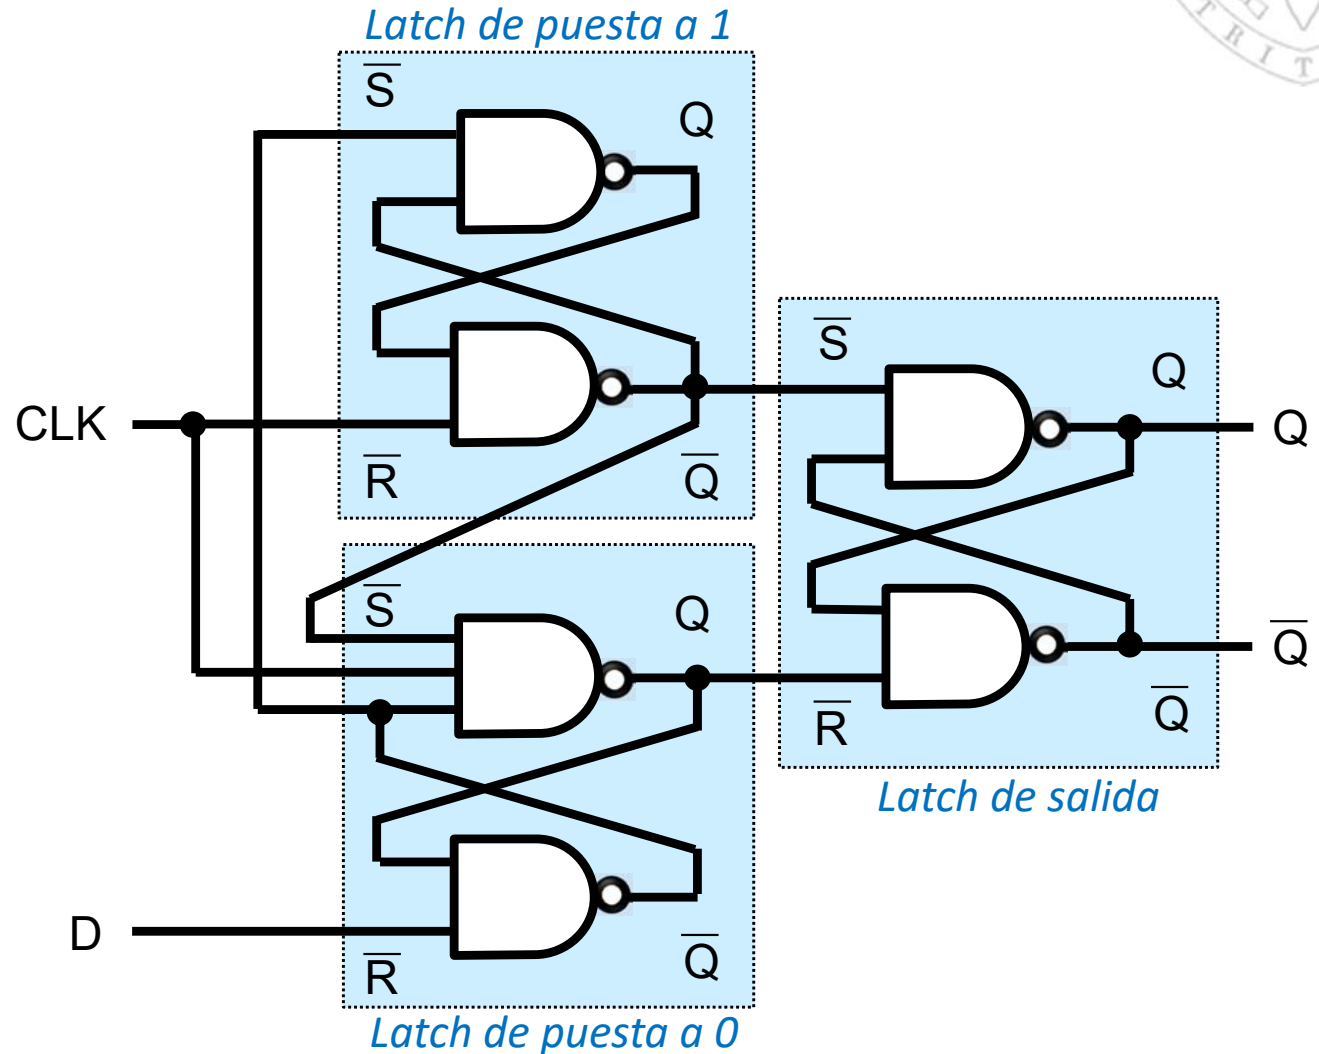 Latch de puesta a 1
S̅
Q
CLK
R̅
Q̅
S̅
Q
Q
S̅
Q
Q̅
R̅
Q̅
Latch de salida
D
R̅
Q̅
Latch de puesta a 0
T R I T